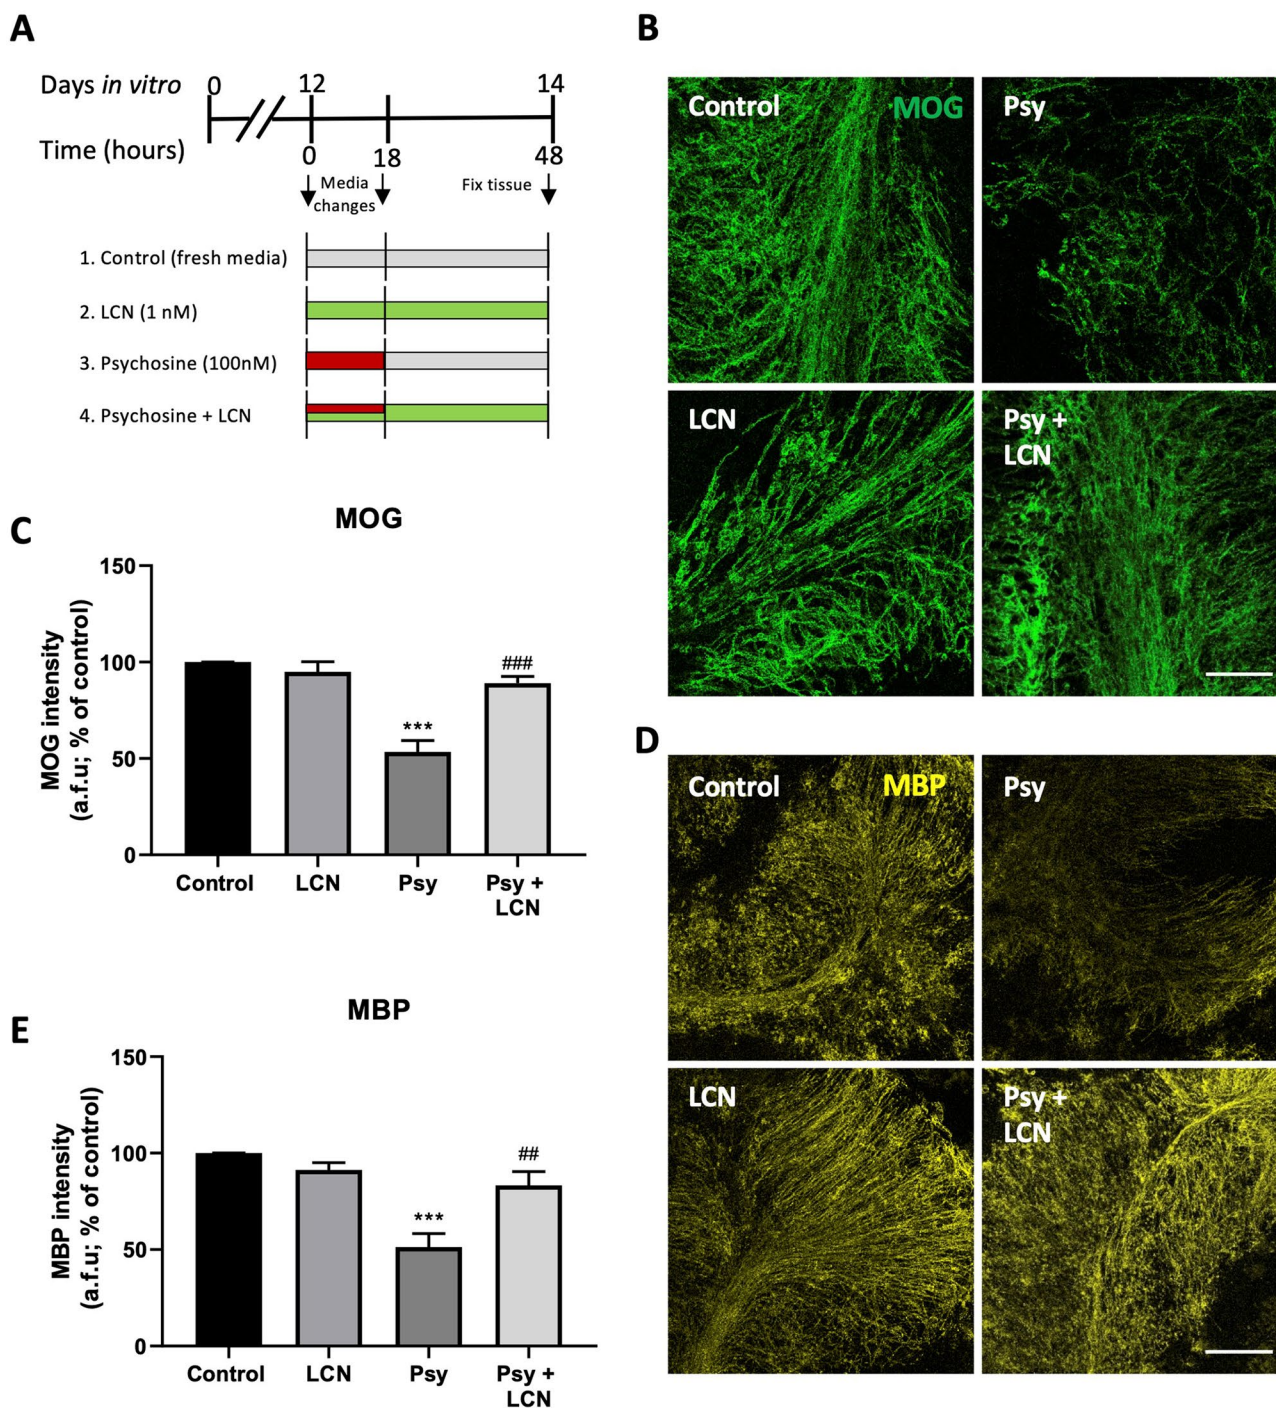 A
Days in vitro
0
12
14
Time (hours)
0
18
48
Media
changes
Fix tissue
1. Control (fresh media)
2. LCN (1 nM)
3. Psychosine (100nM)
4. Psychosine + LCN
B
Control
MOG
Psy
LCN
Psy +
LCN
C
MOG
MOG intensity
(a.f.u; % of control)
150
100
50
0
***
###
Control
LCN
Psy
Psy +
LCN
D
Control
MBP
Psy
LCN
Psy +
LCN
E
MBP
MBP intensity
(a.f.u; % of control)
150
100
50
0
***
##
Control
LCN
Psy
Psy +
LCN